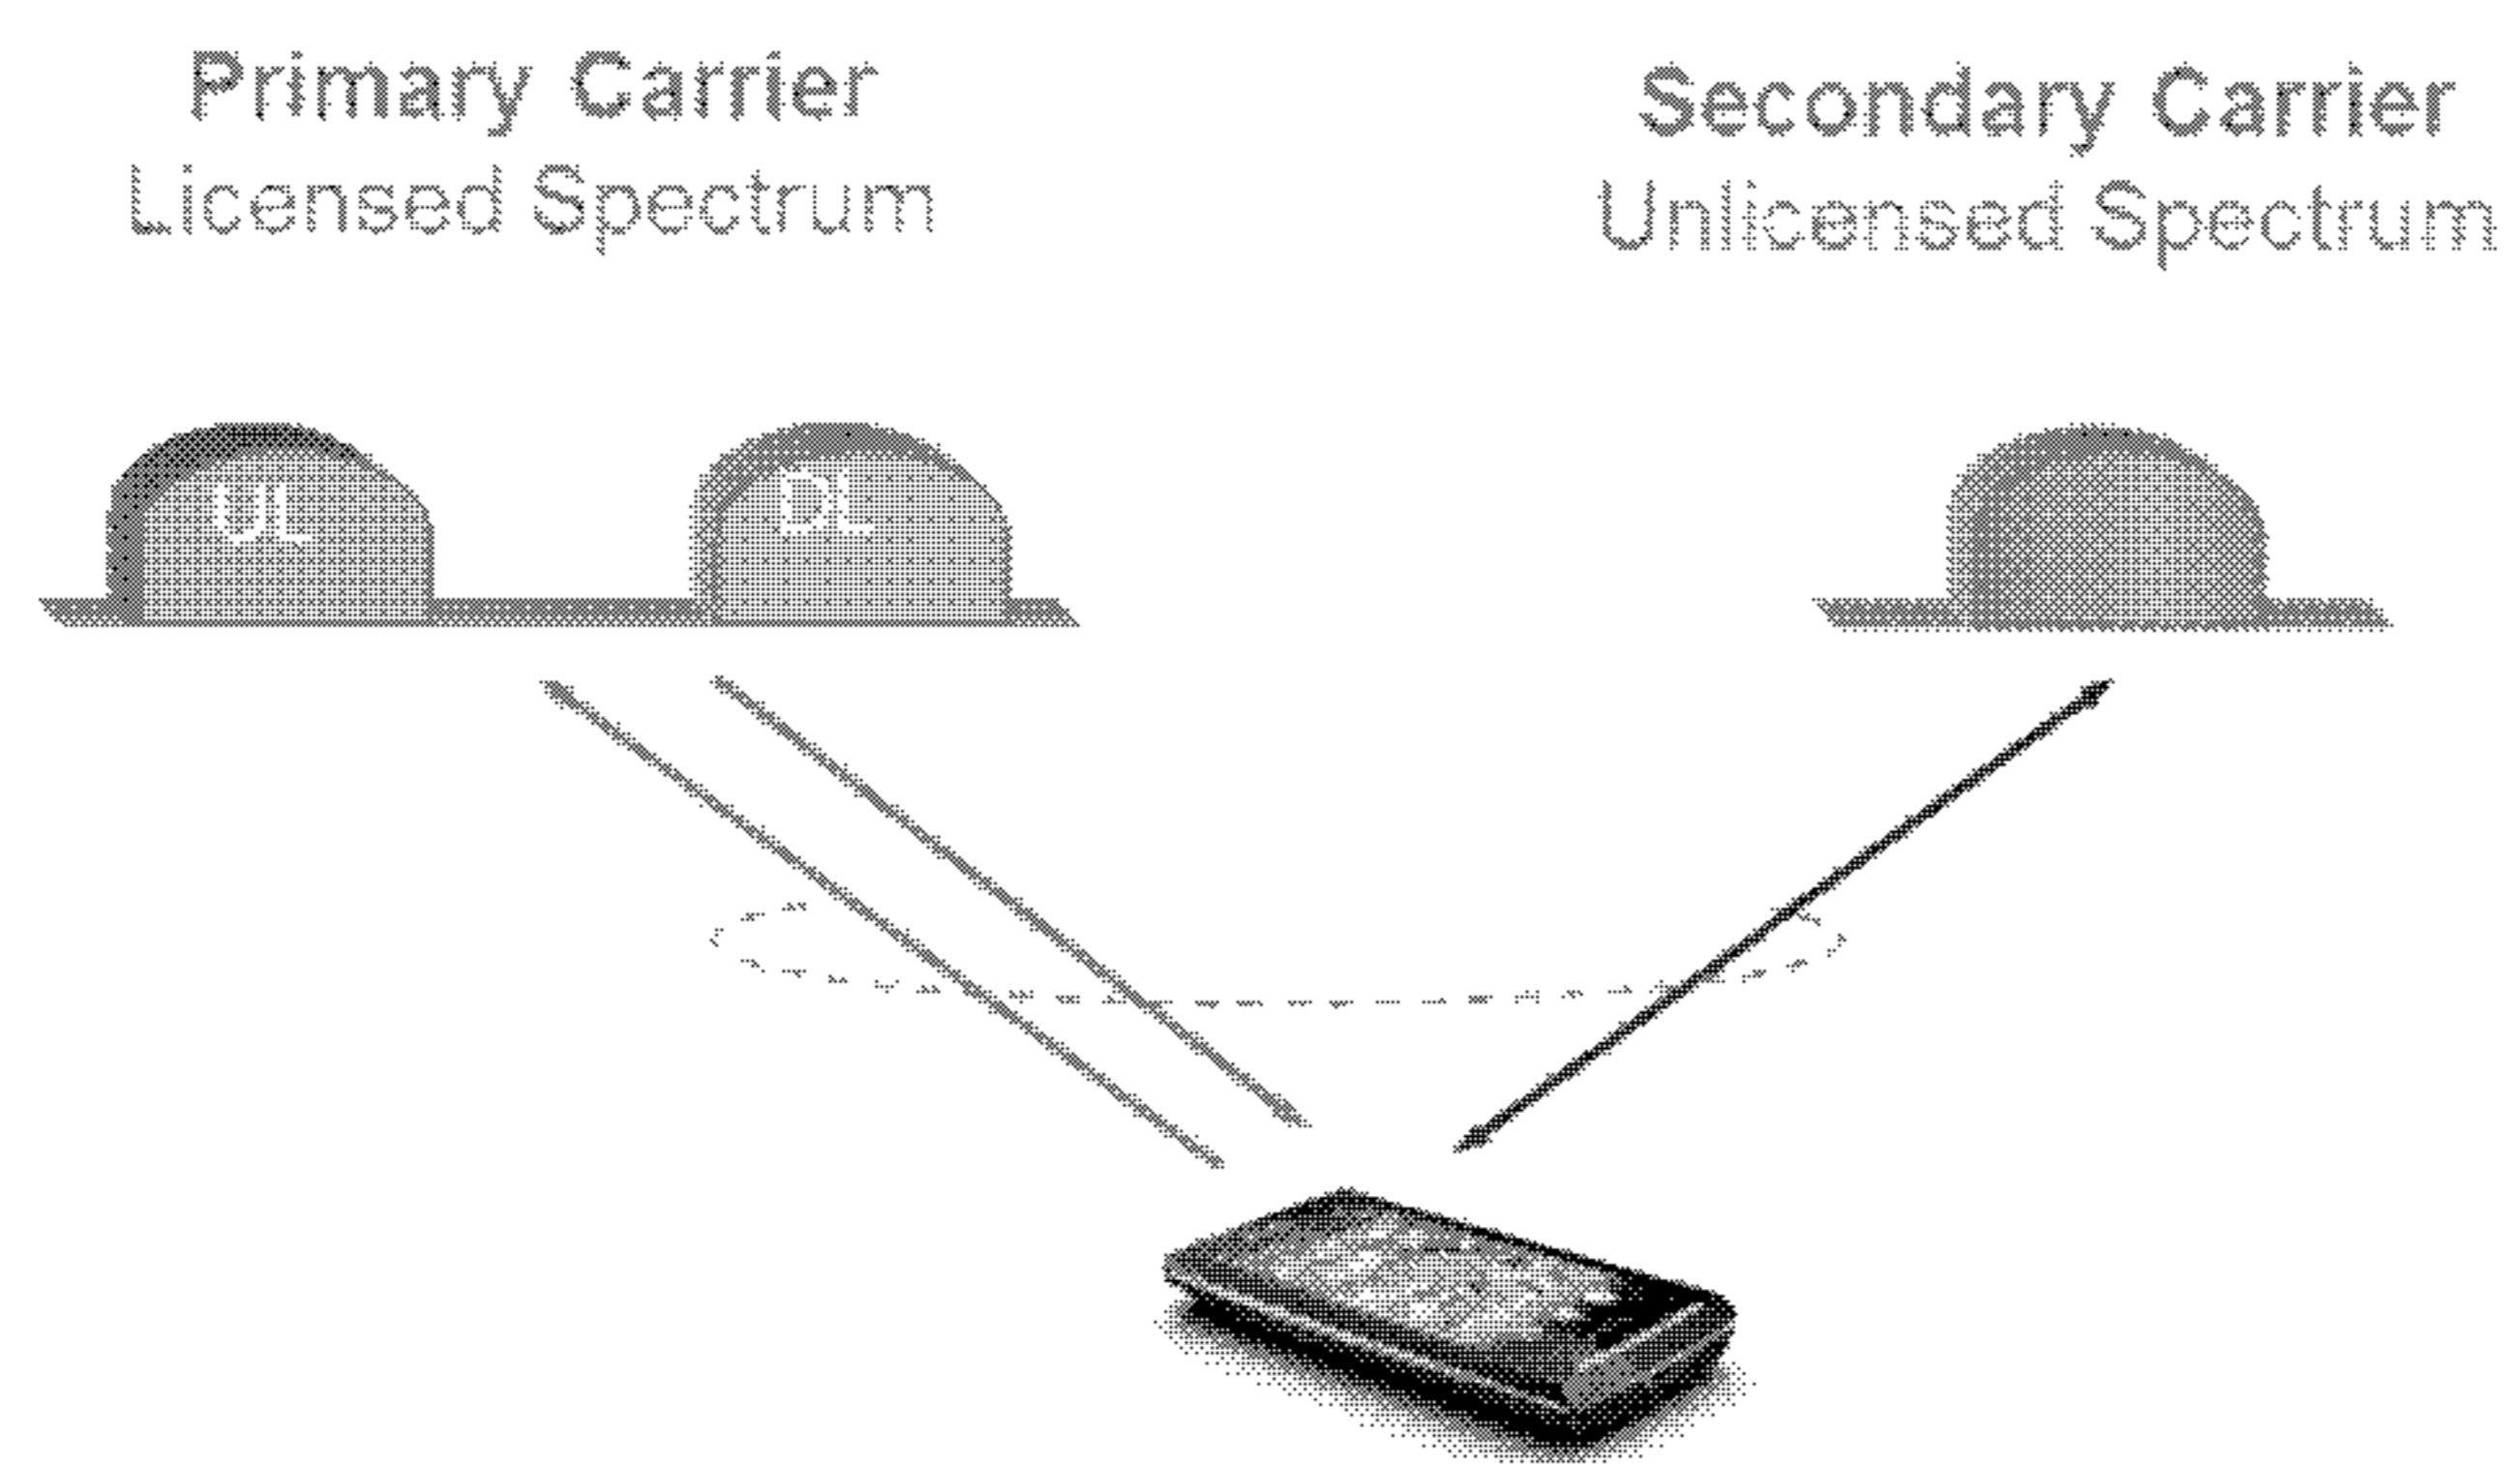 Primary Carrier
Licensed Spectrum
Secondary Carrier
Unlicensed Spectrum
UL
DL